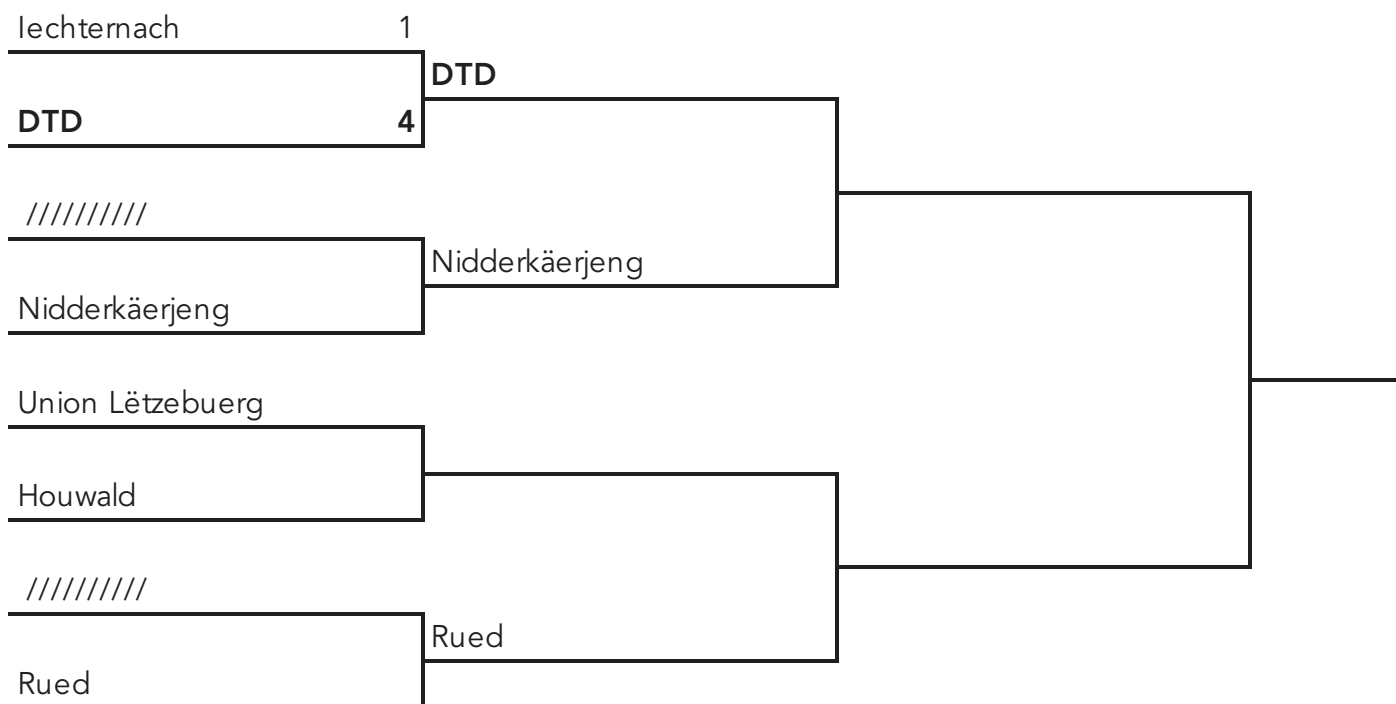 Iechternach 1
DTD
DTD 4
//////////
Nidderkäerjeng
Nidderkäerjeng
Union Lëtzebuerg
Houwald
//////////
Rued
Rued